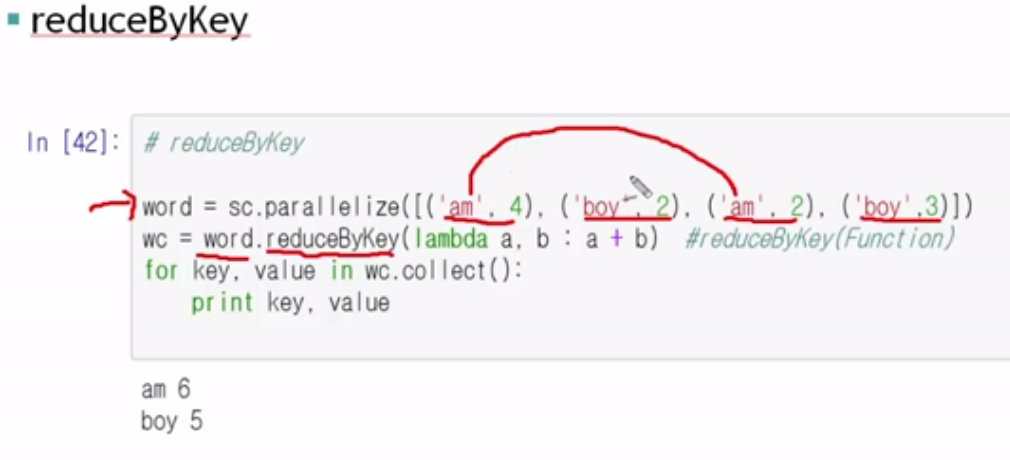 ▪ reduceByKey
In [42]: # reduceByKey
word = sc.parallelize([('am', 4), ('boy', 2), ('am', 2), ('boy',3)])
wc = word.reduceByKey(lambda a, b : a + b)  #reduceByKey(Function)
for key, value in wc.collect():
    print key, value
am 6
boy 5